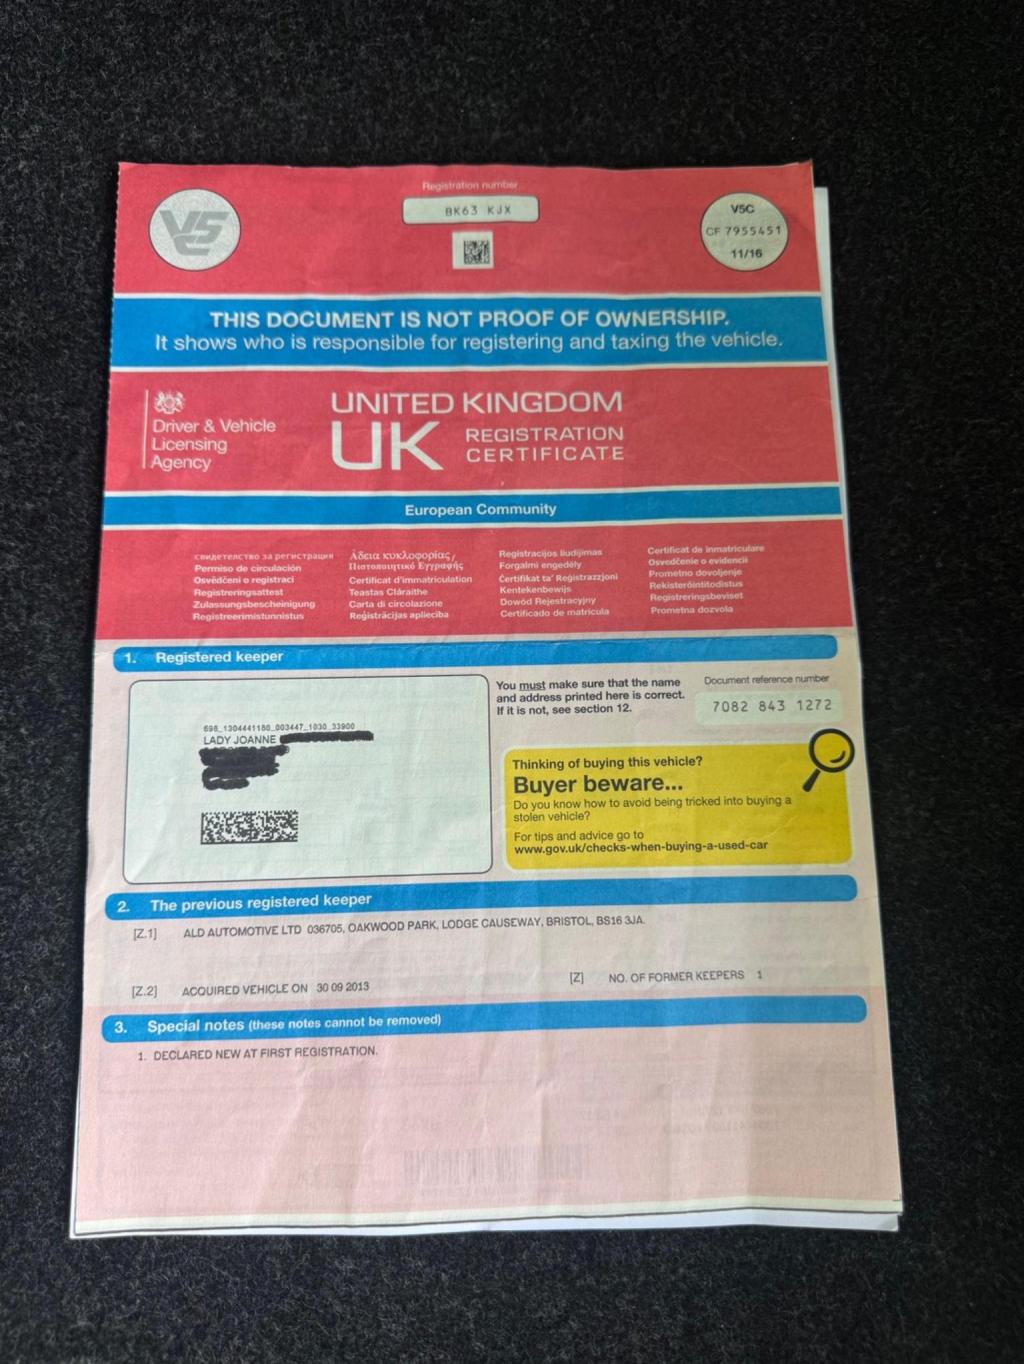 Registration number
BK63 KJX
V5C
V5C
CF 7955451
11/16
THIS DOCUMENT IS NOT PROOF OF OWNERSHIP.
It shows who is responsible for registering and taxing the vehicle.
Driver & Vehicle
Licensing
Agency
UNITED KINGDOM
UK REGISTRATION
CERTIFICATE
European Community
свидетелство за регистрация
Permiso de circulación
Osvědčení o registraci
Registreringsattest
Zulassungsbescheinigung
Registreerimistunnistus
Άδεια κυκλοφορίας/
Πιστοποιητικό Εγγραφής
Certificat d'immatriculation
Teastas Cláraithe
Carta di circolazione
Reģistrācijas apliecība
Registracijos liudijimas
Forgalmi engedély
Ċertifikat ta' Reġistrazzjoni
Kentekenbewijs
Dowód Rejestracyjny
Certificado de matrícula
Certificat de inmatriculare
Osvedčenie o evidencii
Prometno dovoljenje
Rekisteröintitodistus
Registreringsbeviset
Prometna dozvola
1. Registered keeper
698_1304441180_003447_1030_33900
LADY JOANNE
You must make sure that the name
and address printed here is correct.
If it is not, see section 12.
Document reference number
7082 843 1272
Thinking of buying this vehicle?
Buyer beware...
Do you know how to avoid being tricked into buying a
stolen vehicle?
For tips and advice go to
www.gov.uk/checks-when-buying-a-used-car
2. The previous registered keeper
[Z.1] ALD AUTOMOTIVE LTD 036705, OAKWOOD PARK, LODGE CAUSEWAY, BRISTOL, BS16 3JA.
[Z.2] ACQUIRED VEHICLE ON 30 09 2013
[Z] NO. OF FORMER KEEPERS 1
3. Special notes (these notes cannot be removed)
1. DECLARED NEW AT FIRST REGISTRATION.